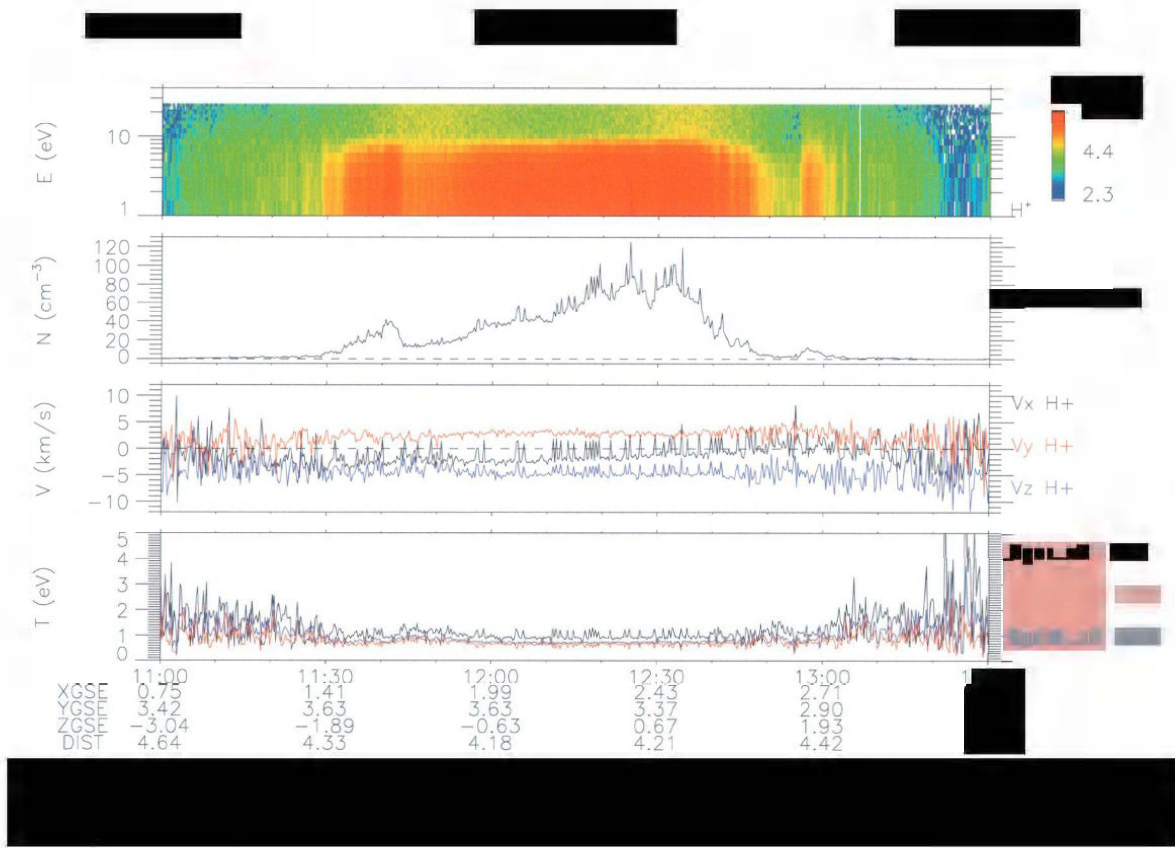 E (eV)
10
1
4.4
2.3
H+
N (cm⁻³)
120
100
80
60
40
20
0
V (km/s)
10
5
0
−5
−10
Vx H+
Vy H+
Vz H+
T (eV)
5
4
3
2
1
0
11:00 11:30 12:00 12:30 13:00
XGSE 0.75 1.41 1.99 2.43 2.71
YGSE 3.42 3.63 3.63 3.37 2.90
ZGSE −3.04 −1.89 −0.63 0.67 1.93
DIST 4.64 4.33 4.18 4.21 4.42